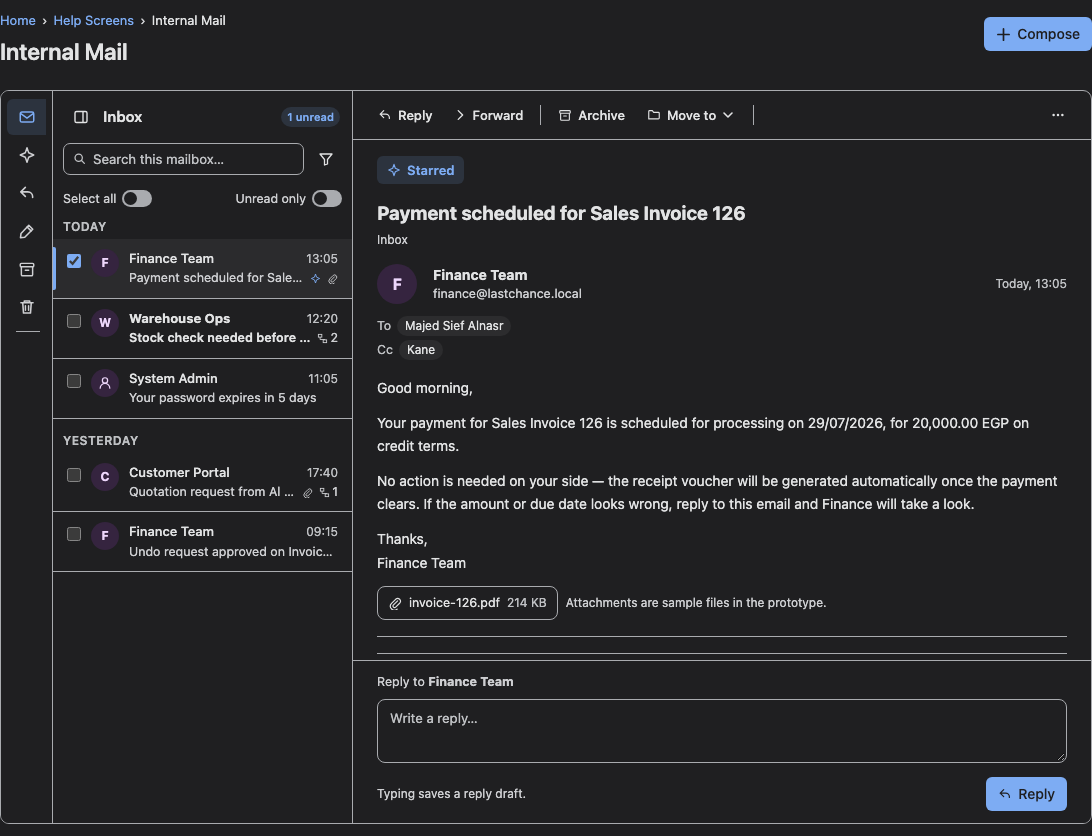 Home › Help Screens › Internal Mail
Internal Mail
+ Compose
Inbox
1 unread
Search this mailbox...
Select all
Unread only
TODAY
F
Finance Team
13:05
Payment scheduled for Sale...
W
Warehouse Ops
12:20
Stock check needed before ...
2
System Admin
11:05
Your password expires in 5 days
YESTERDAY
C
Customer Portal
17:40
Quotation request from Al ...
1
F
Finance Team
09:15
Undo request approved on Invoic...
Reply
Forward
Archive
Move to
...
Starred
Payment scheduled for Sales Invoice 126
Inbox
F
Finance Team
finance@lastchance.local
Today, 13:05
To Majed Sief Alnasr
Cc Kane
Good morning,
Your payment for Sales Invoice 126 is scheduled for processing on 29/07/2026, for 20,000.00 EGP on
credit terms.
No action is needed on your side — the receipt voucher will be generated automatically once the payment
clears. If the amount or due date looks wrong, reply to this email and Finance will take a look.
Thanks,
Finance Team
invoice-126.pdf 214 KB
Attachments are sample files in the prototype.
Reply to Finance Team
Write a reply...
Typing saves a reply draft.
Reply